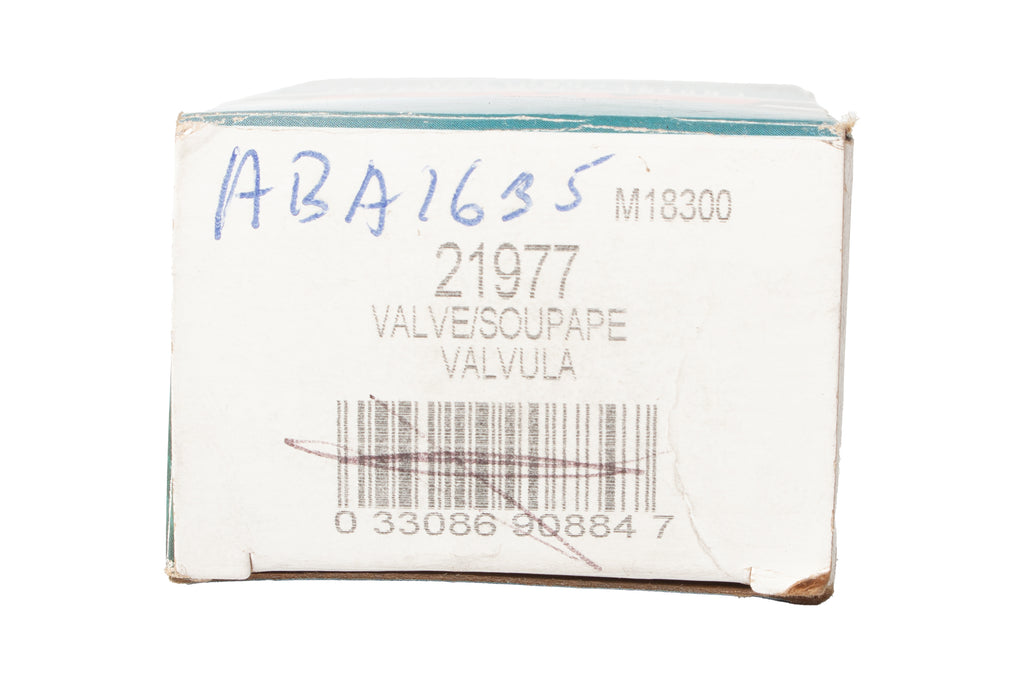 ABA1635 M18300
21977
VALVE/SOUPAPE
VALVULA
0 33086 90884 7